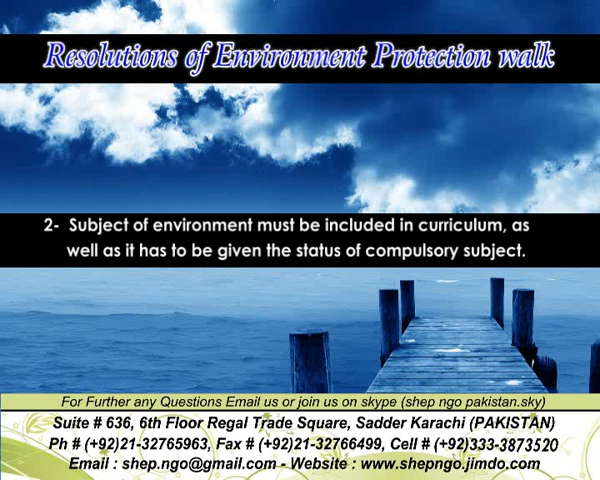 Resolutions of Environment Protection walk
2- Subject of environment must be included in curriculum, as
well as it has to be given the status of compulsory subject.
For Further any Questions Email us or join us on skype (shep ngo pakistan.sky)
Suite # 636, 6th Floor Regal Trade Square, Sadder Karachi (PAKISTAN)
Ph # (+92)21-32765963, Fax # (+92)21-32766499, Cell # (+92)333-3873520
Email : shep.ngo@gmail.com - Website : www.shepngo.jimdo.com